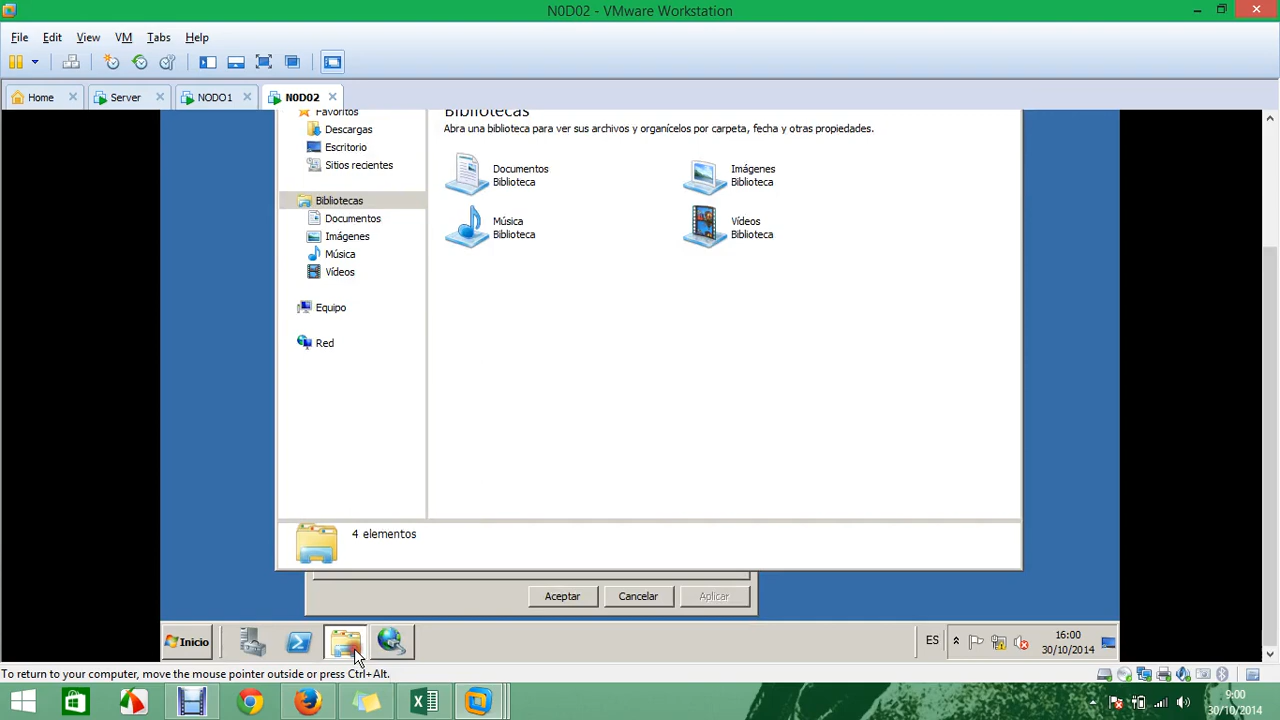 N0D02 - VMware Workstation
File Edit View VM Tabs Help
Home Server NODO1 N0D02
Favoritos
Descargas
Escritorio
Sitios recientes
Bibliotecas
Documentos
Imágenes
Música
Vídeos
Equipo
Red
Bibliotecas
Abra una biblioteca para ver sus archivos y organícelos por carpeta, fecha y otras propiedades.
Documentos
Biblioteca
Imágenes
Biblioteca
Música
Biblioteca
Vídeos
Biblioteca
4 elementos
Aceptar Cancelar Aplicar
Inicio
ES
16:00
30/10/2014
To return to your computer, move the mouse pointer outside or press Ctrl+Alt.
9:00
30/10/2014